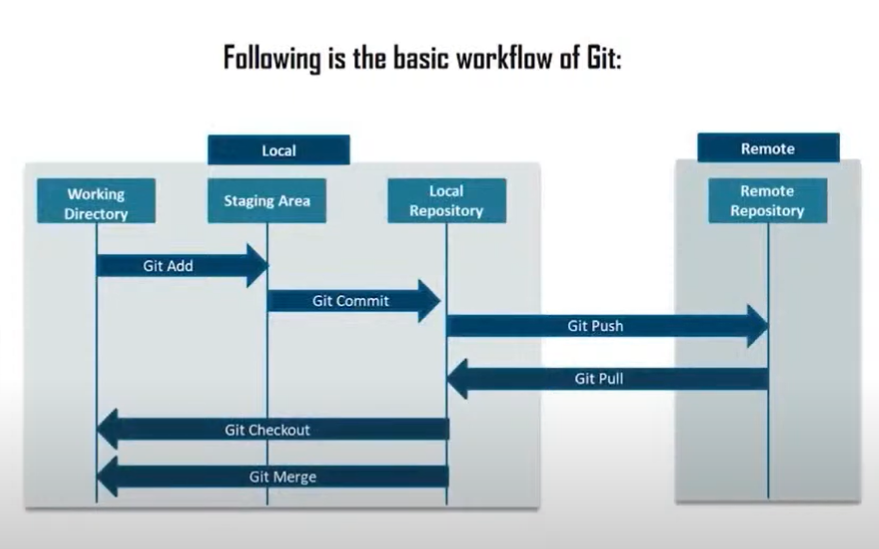 Following is the basic workflow of Git:
Local
Remote
Working
Directory
Staging Area
Local
Repository
Remote
Repository
Git Add
Git Commit
Git Push
Git Pull
Git Checkout
Git Merge